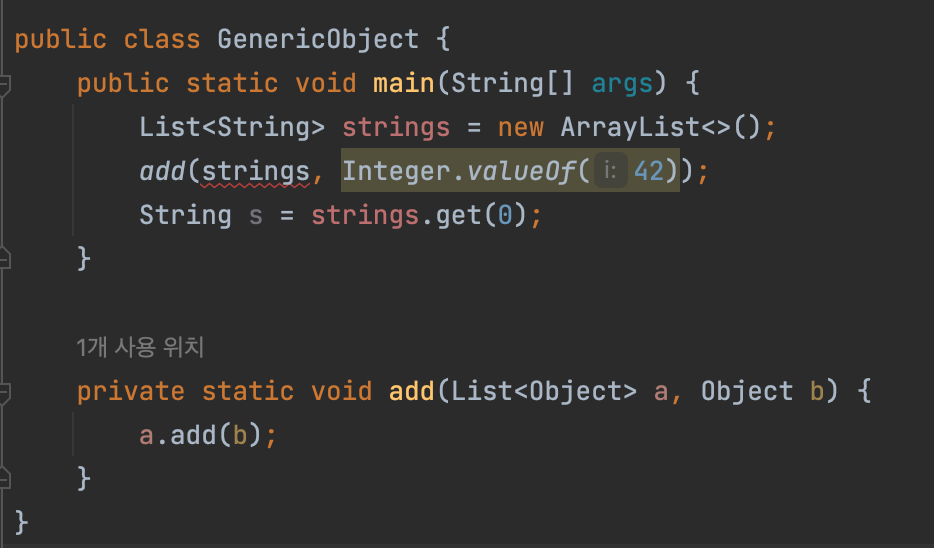 public class GenericObject {
public static void main(String[] args) {
List<String> strings = new ArrayList<>();
add(strings, Integer.valueOf( i: 42));
String s = strings.get(0);
}
1개 사용 위치
private static void add(List<Object> a, Object b) {
a.add(b);
}
}